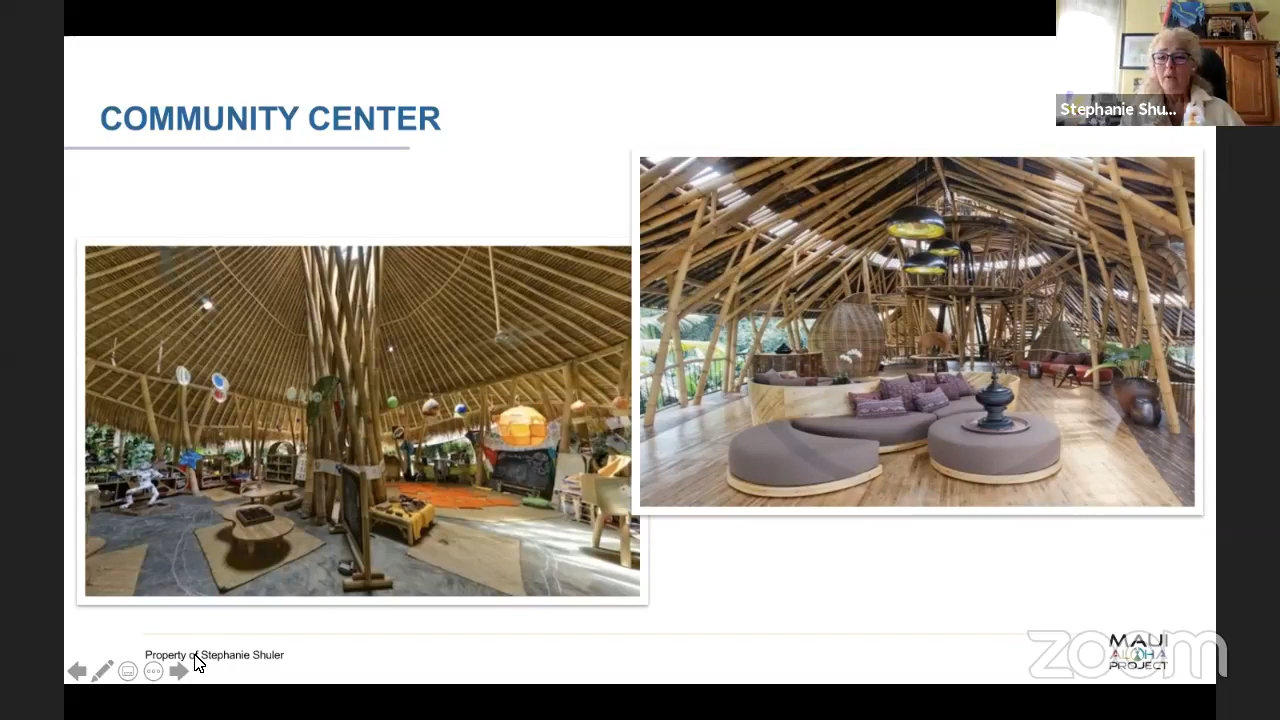 COMMUNITY CENTER
Stephanie Shu...
Property of Stephanie Shuler
MAUI
ALOHA
PROJECT
zoom